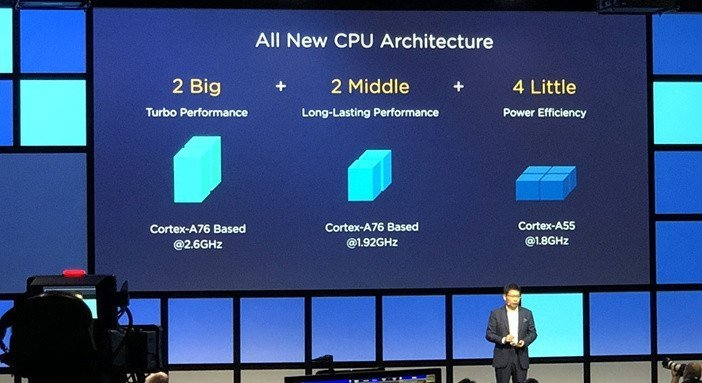 All New CPU Architecture
2 Big + 2 Middle + 4 Little
Turbo Performance Long-Lasting Performance Power Efficiency
Cortex-A76 Based Cortex-A76 Based Cortex-A55
@2.6GHz @1.92GHz @1.8GHz